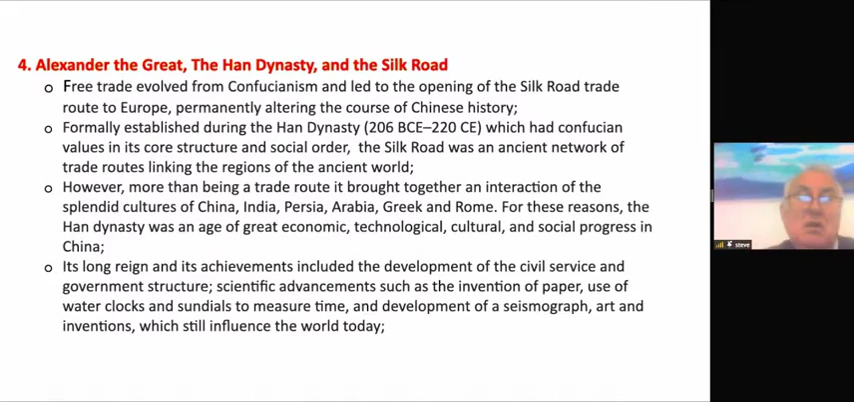 4. Alexander the Great, The Han Dynasty, and the Silk Road
o Free trade evolved from Confucianism and led to the opening of the Silk Road trade
route to Europe, permanently altering the course of Chinese history;
o Formally established during the Han Dynasty (206 BCE–220 CE) which had confucian
values in its core structure and social order, the Silk Road was an ancient network of
trade routes linking the regions of the ancient world;
o However, more than being a trade route it brought together an interaction of the
splendid cultures of China, India, Persia, Arabia, Greek and Rome. For these reasons, the
Han dynasty was an age of great economic, technological, cultural, and social progress in
China;
o Its long reign and its achievements included the development of the civil service and
government structure; scientific advancements such as the invention of paper, use of
water clocks and sundials to measure time, and development of a seismograph, art and
inventions, which still influence the world today;
steve